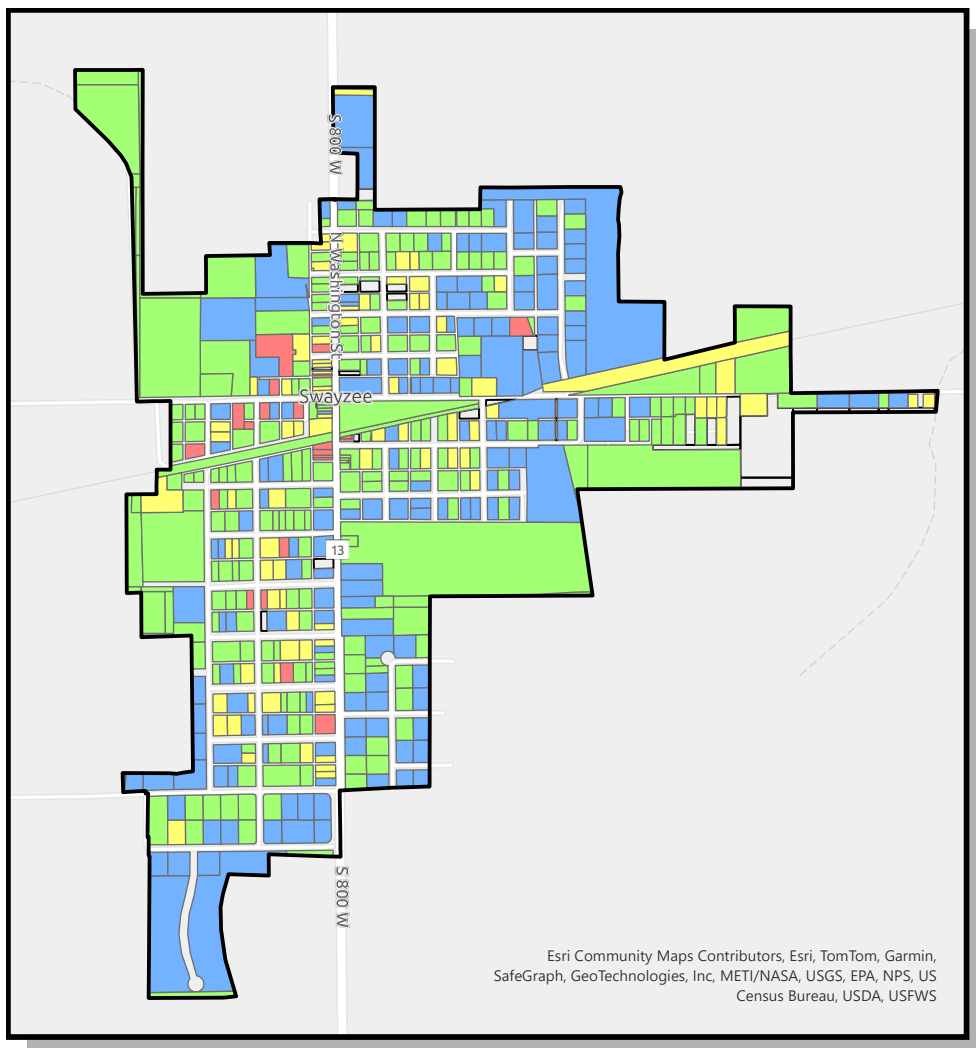 S 800 W
N Washington St
Swayzee
13
S 800 W
Esri Community Maps Contributors, Esri, TomTom, Garmin,
SafeGraph, GeoTechnologies, Inc, METI/NASA, USGS, EPA, NPS, US
Census Bureau, USDA, USFWS